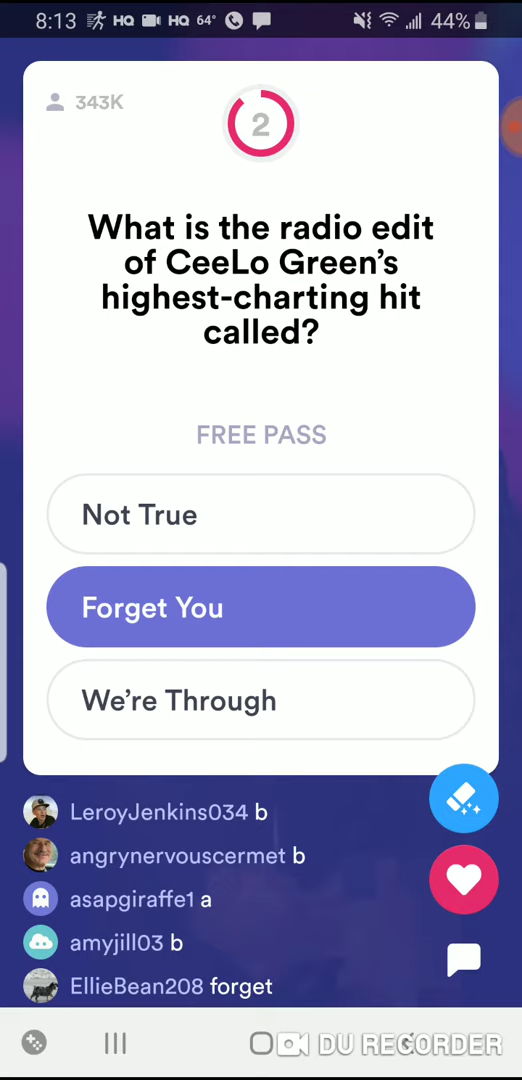 8:13 HQ HQ 64° 44%
343K
2
What is the radio edit
of CeeLo Green’s
highest-charting hit
called?
FREE PASS
Not True
Forget You
We’re Through
LeroyJenkins034 b
angrynervouscermet b
asapgiraffe1 a
amyjill03 b
EllieBean208 forget
DU RECORDER